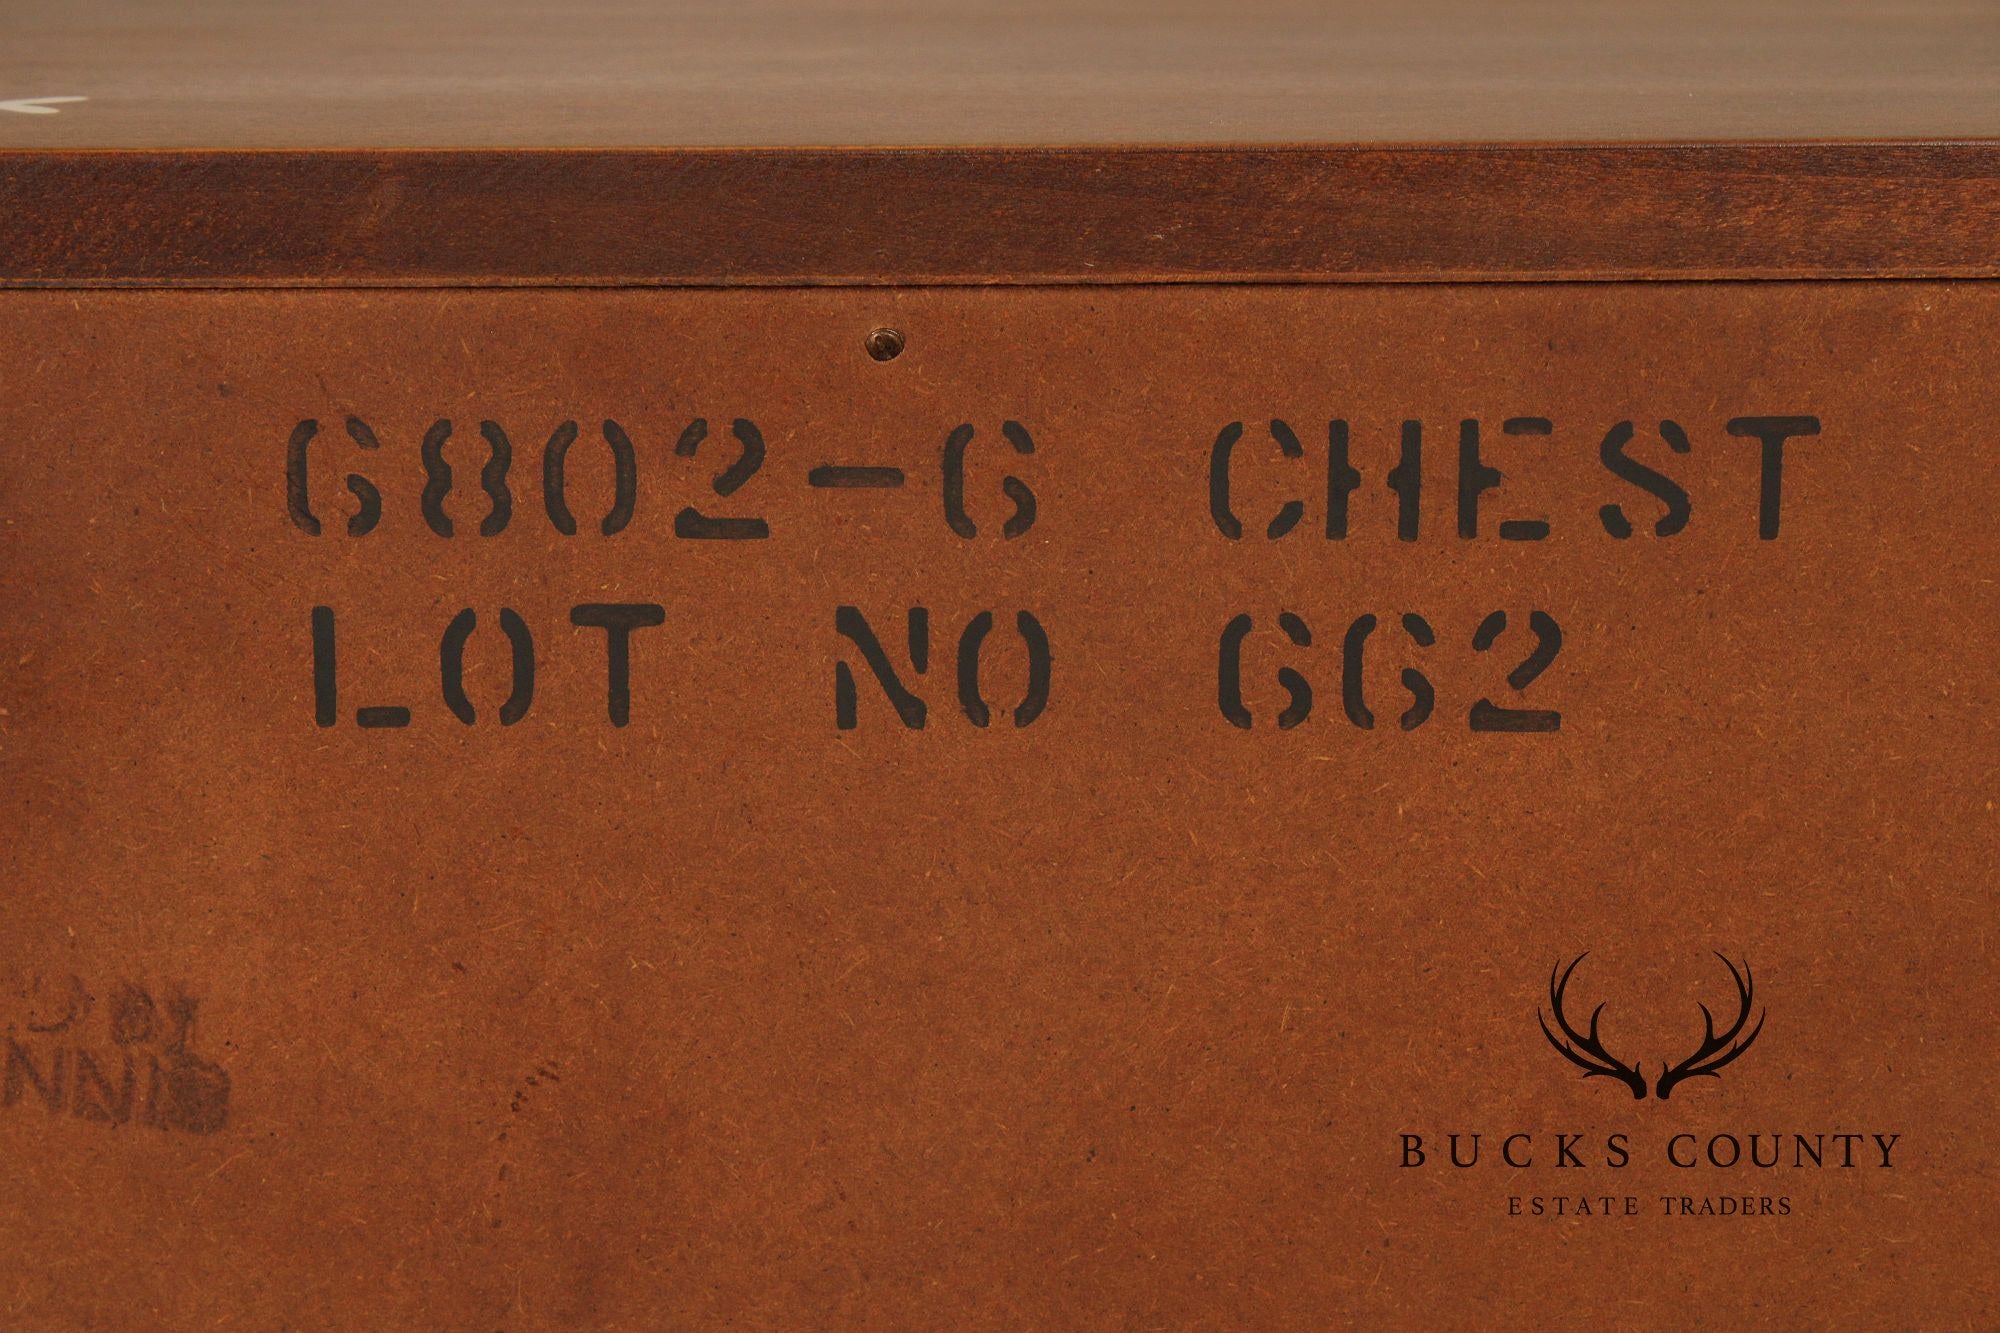 6802-6 CHEST
LOT NO 662
BUCKS COUNTY
ESTATE TRADERS